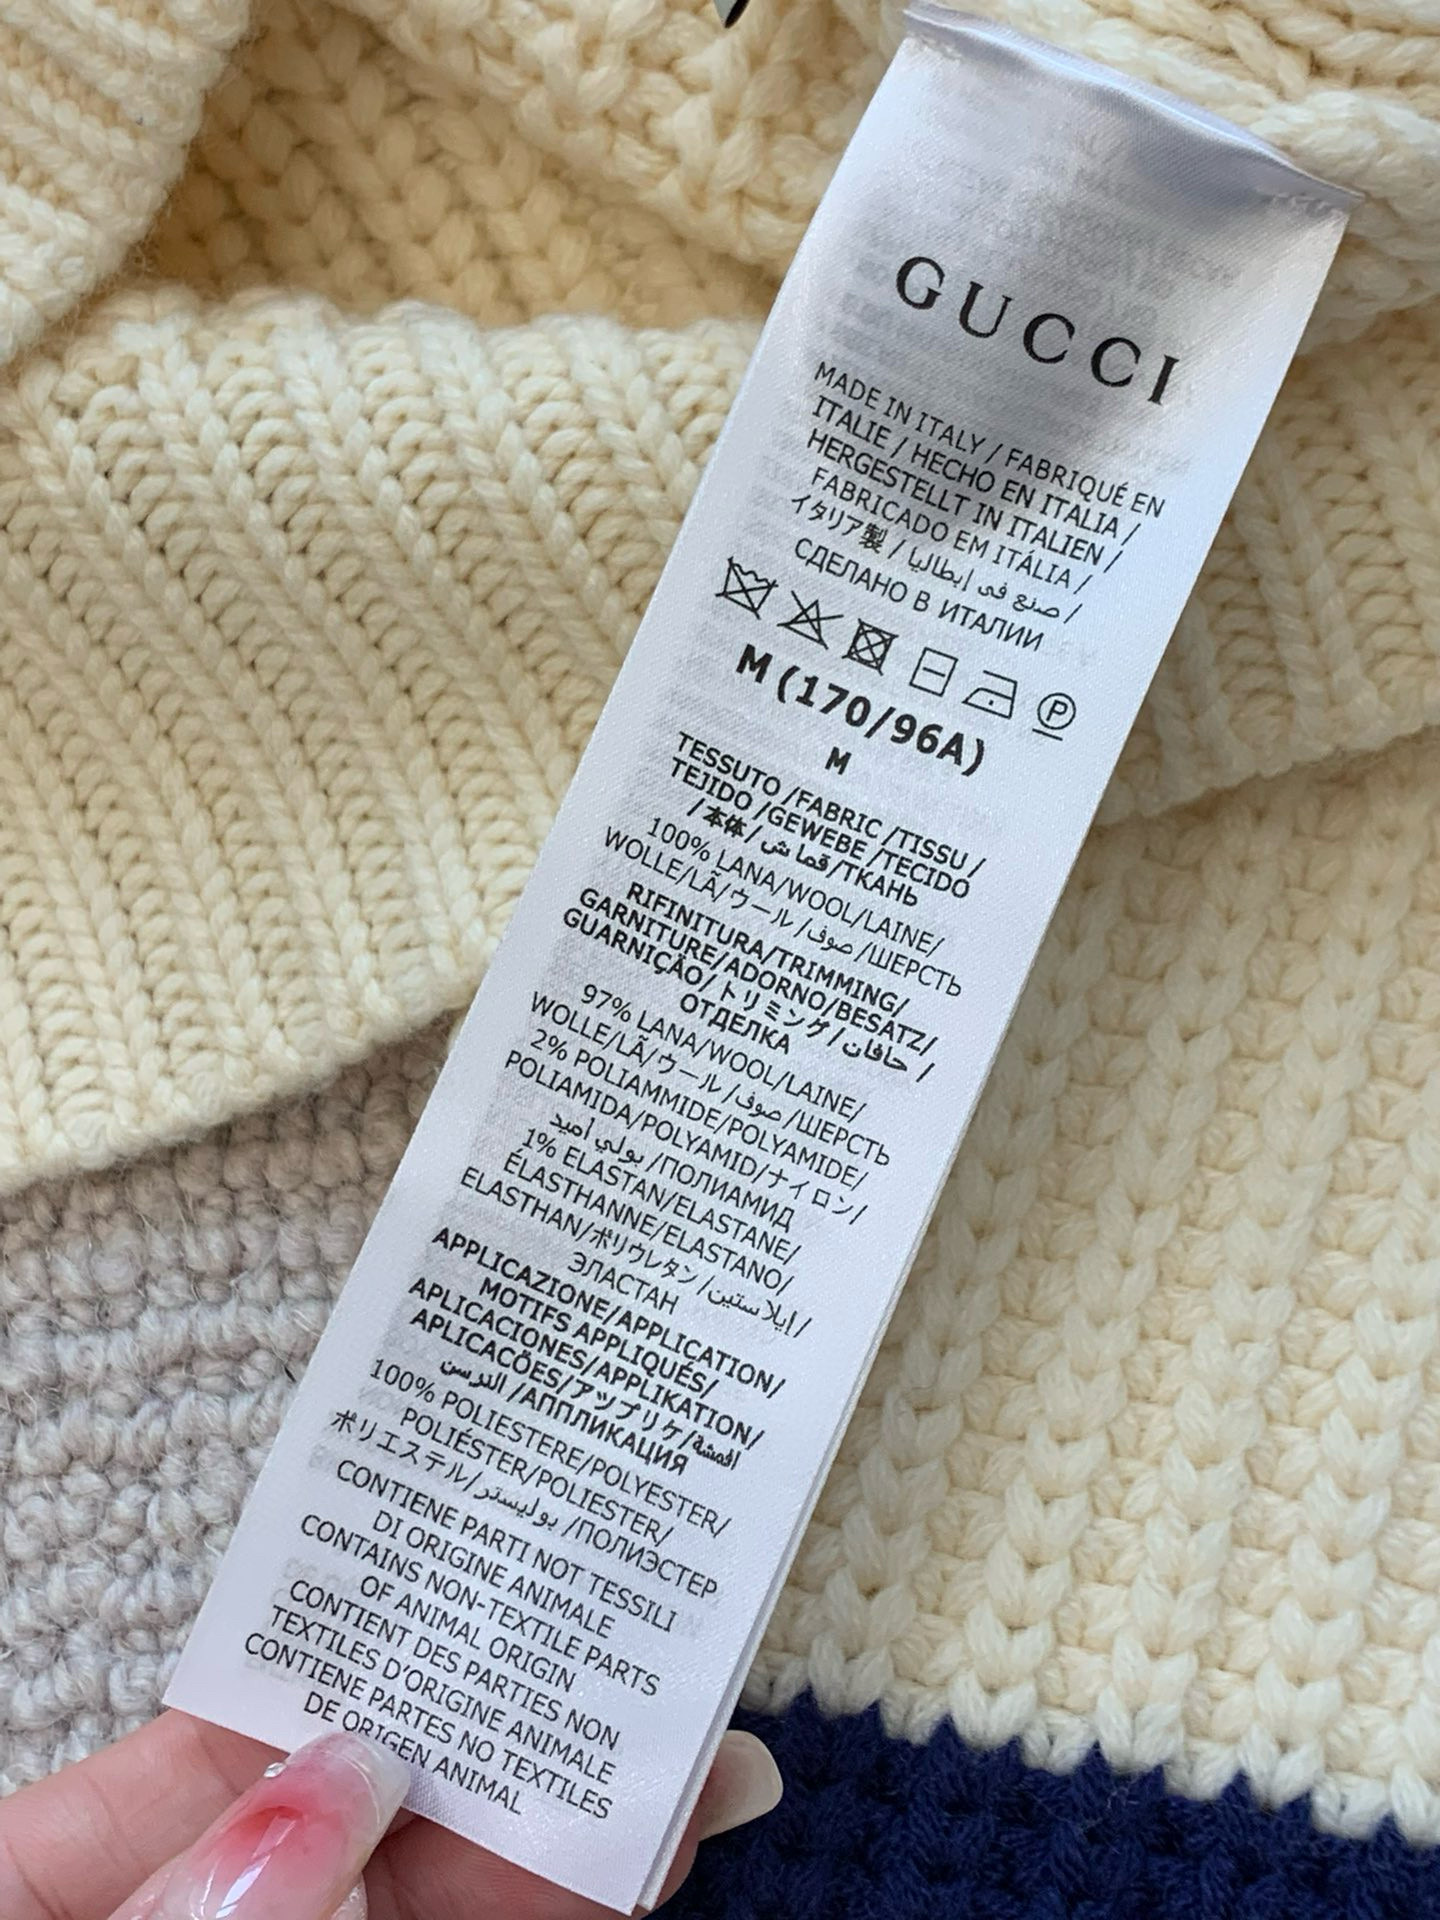 GUCCI
MADE IN ITALY / FABRIQUÉ EN
ITALIE / HECHO EN ITALIA /
HERGESTELLT IN ITALIEN /
FABRICADO EM ITÁLIA /
イタリア製 / صنع في إيطاليا /
СДЕЛАНО В ИТАЛИИ
P
M (170/96A)
M
TESSUTO /FABRIC /TISSU /
TEJIDO /GEWEBE /TECIDO
/本体/ قما ش/ТКАНЬ
100% LANA/WOOL/LAINE/
WOLLE/LÃ/ウール /صوف /ШЕРСТЬ
RIFINITURA/TRIMMING/
GARNITURE/ADORNO/BESATZ/
GUARNIÇÃO/トリミング/ حافات /
ОТДЕЛКА
97% LANA/WOOL/LAINE/
WOLLE/LÃ/ウール /صوف /ШЕРСТЬ
2% POLIAMMIDE/POLYAMIDE/
POLIAMIDA/POLYAMID/ナイロン/
بولي أميد /ПОЛИАМИД
1% ELASTAN/ELASTANE/
ÉLASTHANNE/ELASTANO/
ELASTHAN/ポリウレタン/إيلا ستين/
ЭЛАСТАН
APPLICAZIONE/APPLICATION/
MOTIFS APPLIQUÉS/
APLICACIONES/APPLIKATION/
APLICACÕES/アップリケ/اقمشة
الترسن /АППЛИКАЦИЯ
100% POLIESTERE/POLYESTER/
POLIÉSTER/POLIESTER/
ポリエステル/بوليستر /ПОЛИЭСТЕР
CONTIENE PARTI NOT TESSILI
DI ORIGINE ANIMALE
CONTAINS NON-TEXTILE PARTS
OF ANIMAL ORIGIN
CONTIENT DES PARTIES NON
TEXTILES D'ORIGINE ANIMALE
CONTIENE PARTES NO TEXTILES
DE ORIGEN ANIMAL